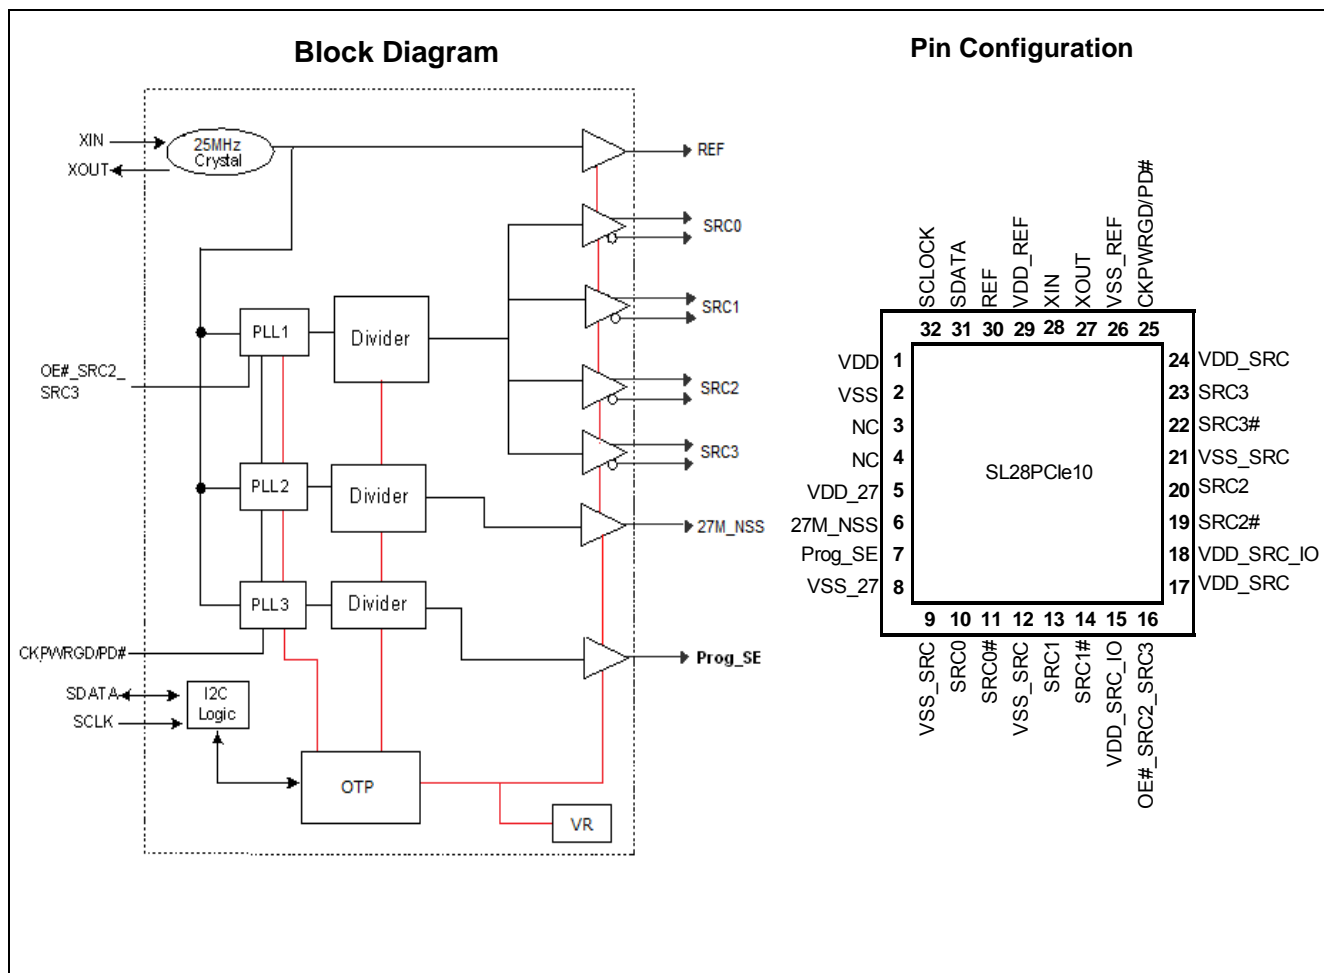 Block Diagram
XIN
XOUT
25MHz
Crystal
REF
SRC0
SRC1
PLL1
Divider
OE#_SRC2_
SRC3
SRC2
SRC3
PLL2
Divider
27M_NSS
PLL3
Divider
CKPWRGD/PD#
Prog_SE
SDATA
SCLK
I2C
Logic
OTP
VR
Pin Configuration
SCLOCK
SDATA
REF
VDD_REF
XIN
XOUT
VSS_REF
CKPWRGD/PD#
32 31 30 29 28 27 26 25
VDD 1
VSS 2
NC 3
NC 4
VDD_27 5
27M_NSS 6
Prog_SE 7
VSS_27 8
SL28PCIe10
24 VDD_SRC
23 SRC3
22 SRC3#
21 VSS_SRC
20 SRC2
19 SRC2#
18 VDD_SRC_IO
17 VDD_SRC
9 10 11 12 13 14 15 16
VSS_SRC
SRC0
SRC0#
VSS_SRC
SRC1
SRC1#
VDD_SRC_IO
OE#_SRC2_SRC3